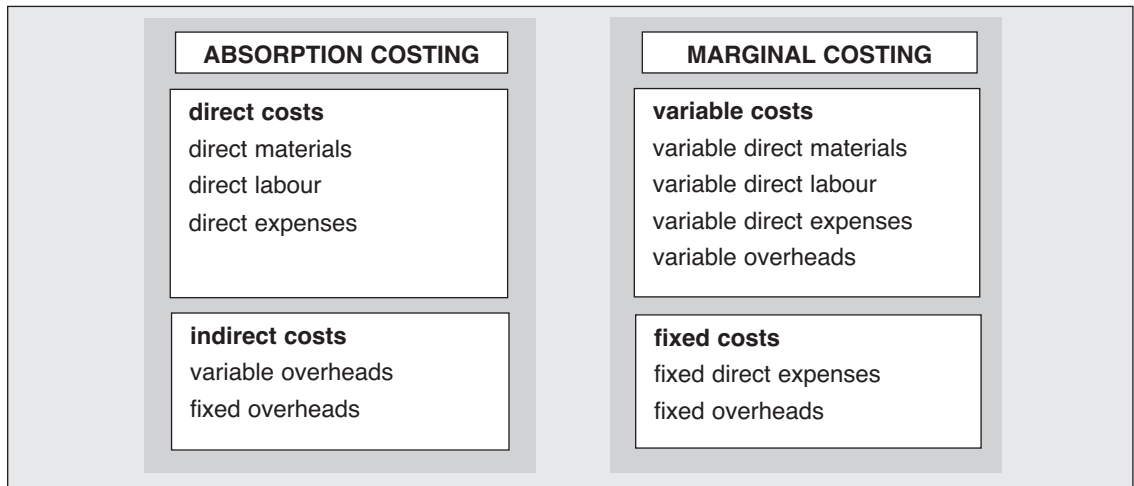 ABSORPTION COSTING
direct costs
direct materials
direct labour
direct expenses
indirect costs
variable overheads
fixed overheads
MARGINAL COSTING
variable costs
variable direct materials
variable direct labour
variable direct expenses
variable overheads
fixed costs
fixed direct expenses
fixed overheads